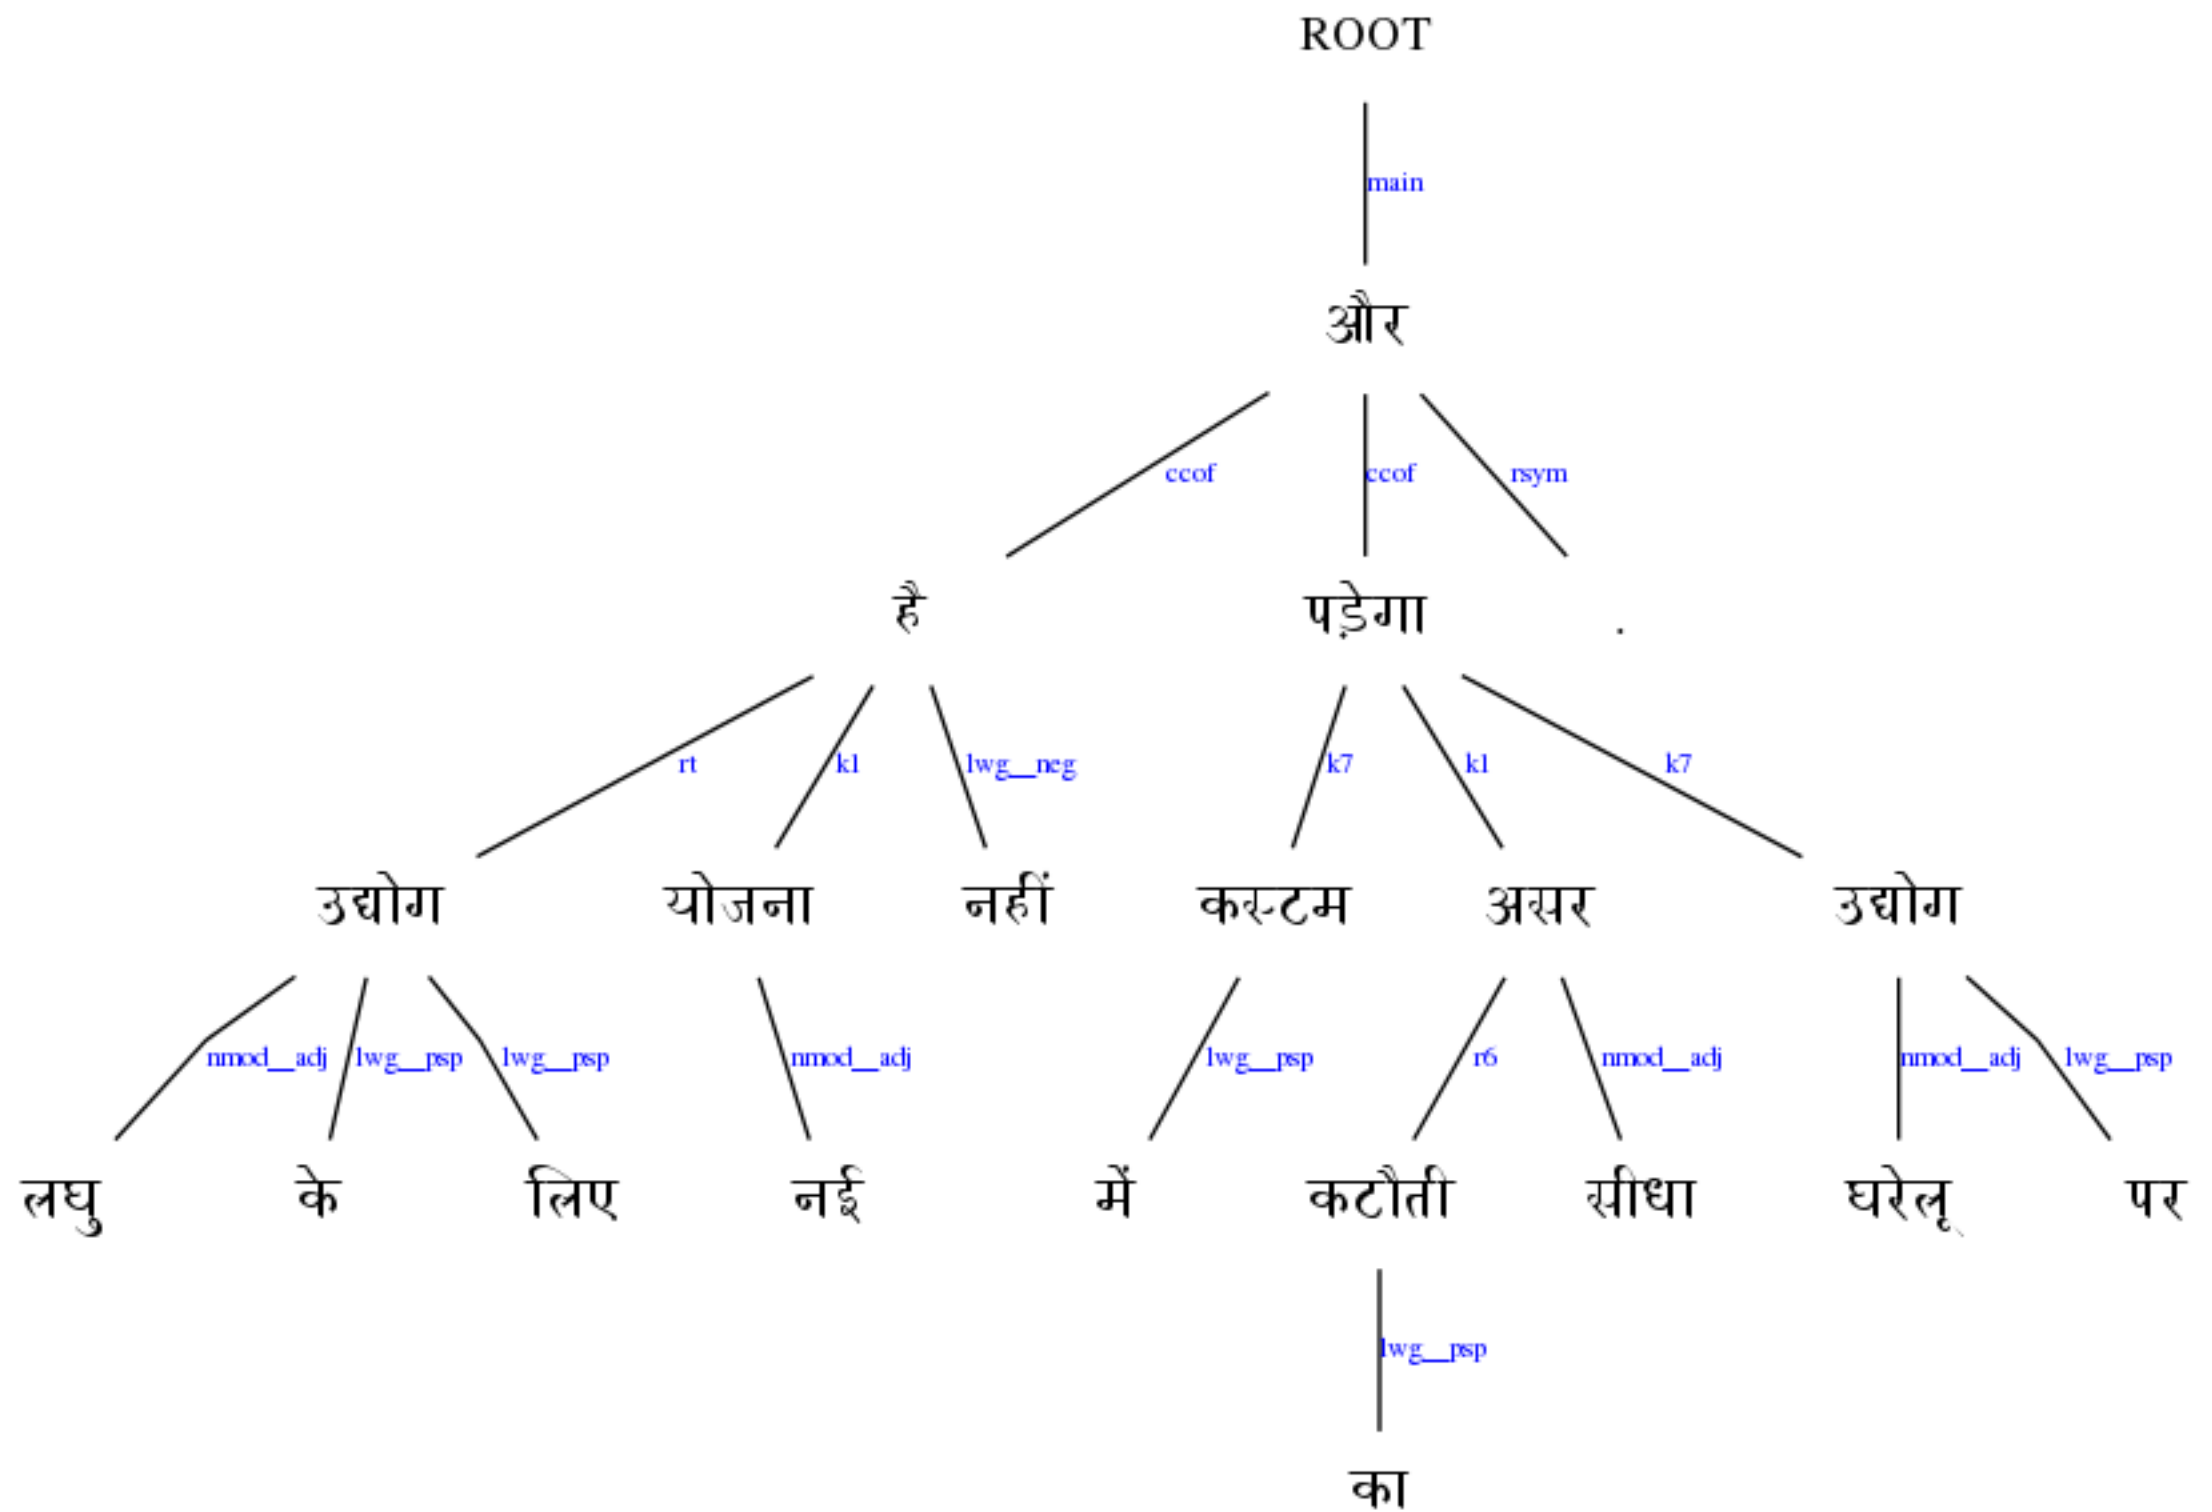 ROOT
main
और
ccof ccof rsym
है पड़ेगा .
rt k1 lwg__neg k7 k1 k7
उद्योग योजना नहीं कस्टम असर उद्योग
nmod__adj lwg__psp lwg__psp nmod__adj lwg__psp r6 nmod__adj nmod__adj lwg__psp
लघु के लिए नई में कटौती सीधा घरेलू पर
lwg__psp
का